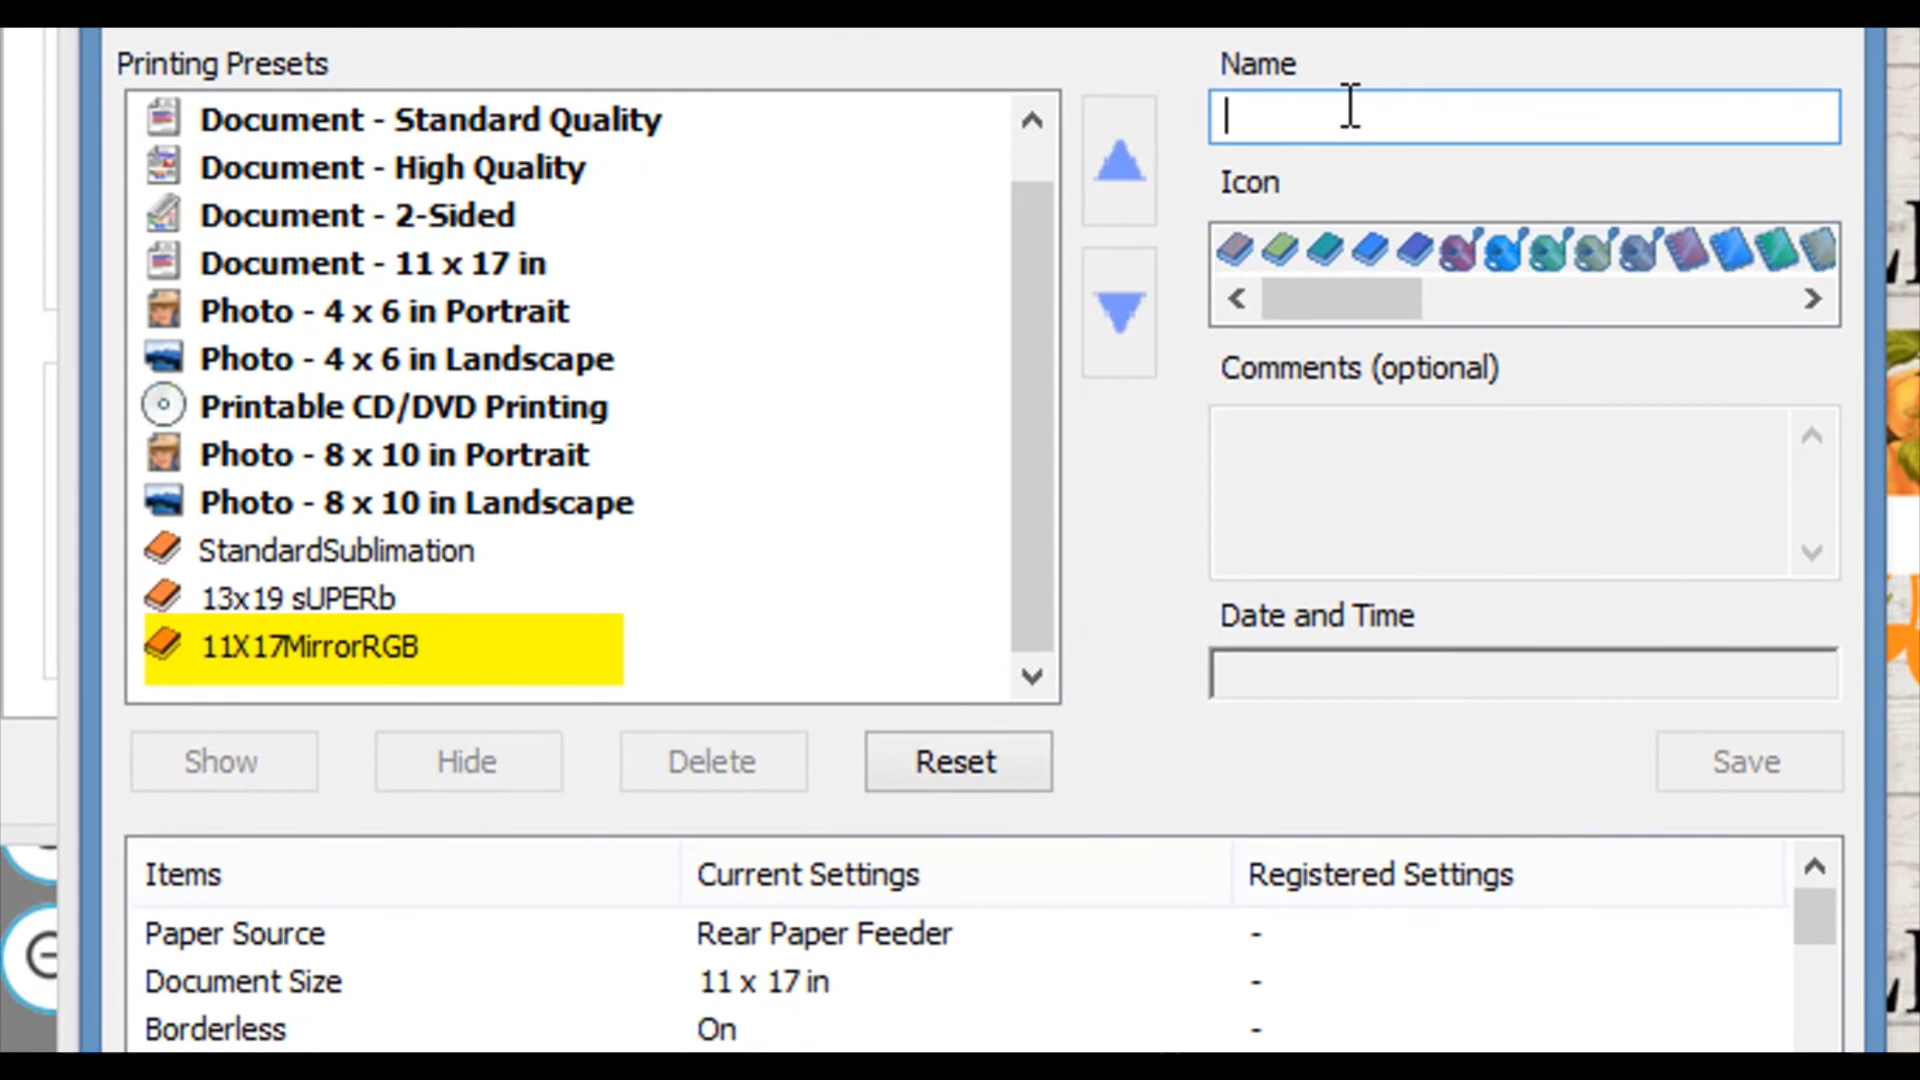 Printing Presets
Name
Document - Standard Quality
Document - High Quality
Document - 2-Sided
Document - 11 x 17 in
Photo - 4 x 6 in Portrait
Photo - 4 x 6 in Landscape
Printable CD/DVD Printing
Photo - 8 x 10 in Portrait
Photo - 8 x 10 in Landscape
StandardSublimation
13x19 sUPERb
11X17MirrorRGB
Icon
Comments (optional)
Date and Time
Show
Hide
Delete
Reset
Save
Items Current Settings Registered Settings
Paper Source Rear Paper Feeder -
Document Size 11 x 17 in -
Borderless On -